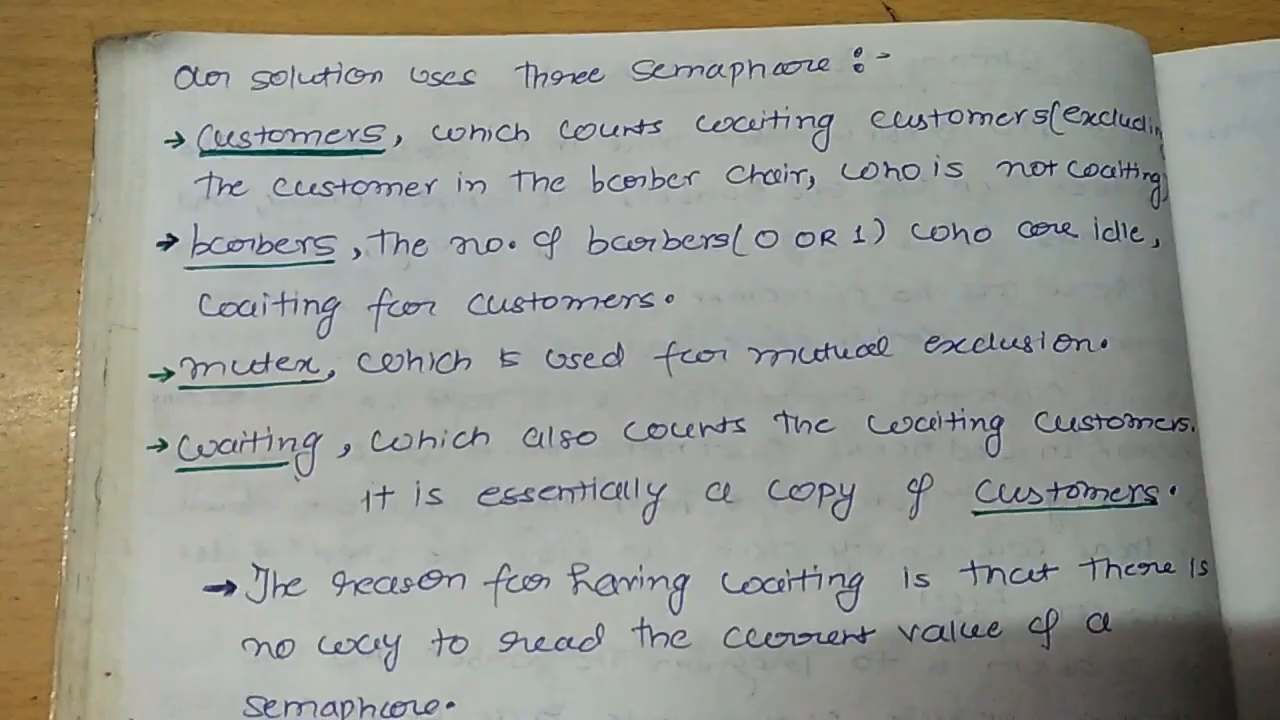 Our solution uses three semaphore :-
→ customers, which counts waiting customers (excluding
the customer in the barber chair, who is not waiting)
→ barbers, the no. of barbers (0 OR 1) who are idle,
waiting for customers.
→ mutex, which is used for mutual exclusion.
→ waiting, which also counts the waiting customers.
it is essentially a copy of customers.
→ The reason for having waiting is that there is
no way to read the current value of a
semaphore.